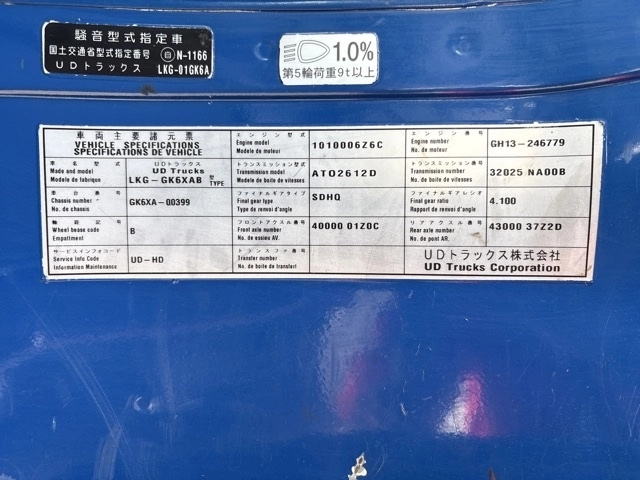 騒音型式指定車
国土交通省型式指定番号 自 N-1166
UDトラックス LKG-01GK6A
1.0%
第5輪荷重9t以上
車両主要諸元票
VEHICLE SPECIFICATIONS
SPECIFICATIONS DE VEHICLE
車名型式 UDトラックス
Make and model UD Trucks
Modele de fabrique LKG-GK6XAB 型 TYPE
車台番号
Chassis number GK6XA-00399
No. de chassis
軸距記号
Wheel base code B
Empattement
サービスインフォコード
Service Info Code UD-HD
Information Maintenance
エンジン型式
Engine model 1010006Z6C
Modele de moteur
トランスミッション型式
Transmission model ATO2612D
Modele de boite de vitesses
ファイナルギアタイプ
Final gear type SDHQ
Type de renvoi d'angle
フロントアクスル番号
Front axle number 40000 01Z0C
No. de essieu AV.
トランスファ番号
Transfer number
No. de boite de transfert
エンジン番号
Engine number GH13-246779
No. de moteur
トランスミッション番号
Transmission number 32025 NA00B
No. de boite de vitesses
ファイナルギアレシオ
Final gear ratio 4.100
Rapport de renvoi d'angle
リアアクスル番号
Rear axle number 43000 37Z2D
No. de pont AR.
UDトラックス株式会社
UD Trucks Corporation